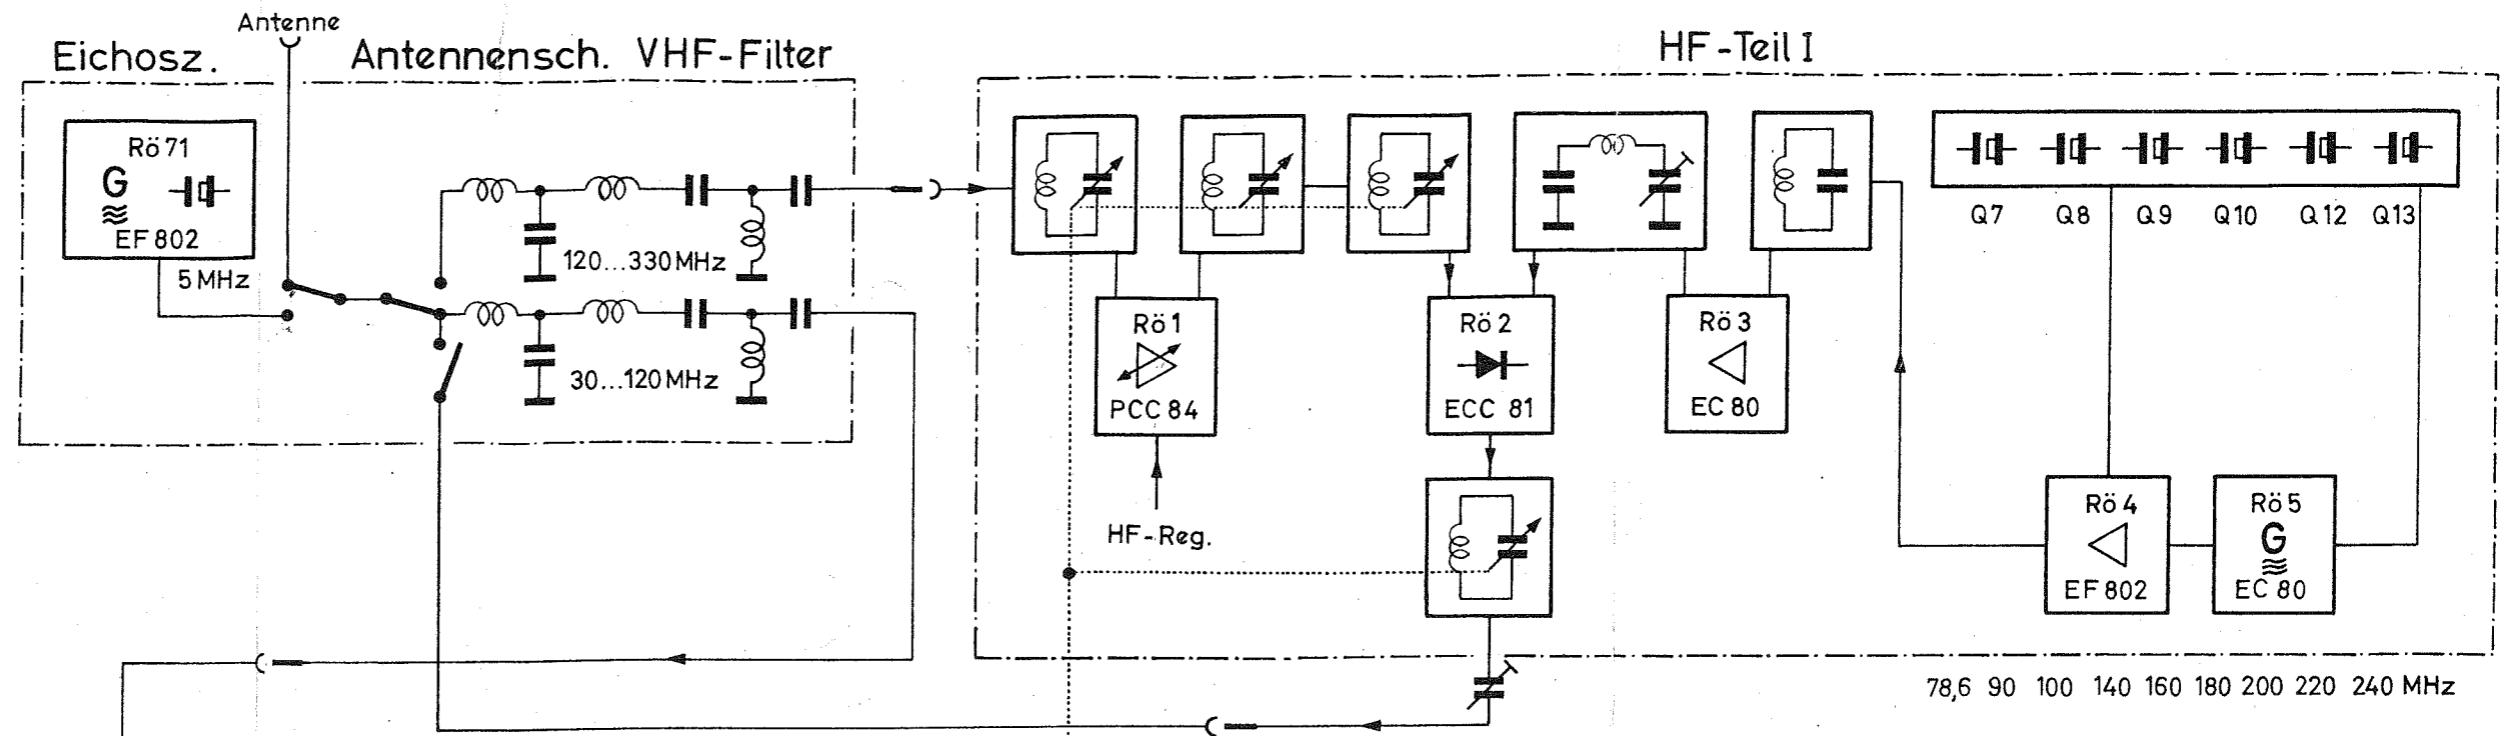 Antenne
Eichosz.
Antennensch. VHF-Filter
HF-Teil I
Rö 71
G
EF 802
5 MHz
120...330 MHz
30...120 MHz
Q7 Q8 Q9 Q10 Q12 Q13
Rö 1
PCC 84
HF-Reg.
Rö 2
ECC 81
Rö 3
EC 80
Rö 4
EF 802
Rö 5
G
EC 80
78,6 90 100 140 160 180 200 220 240 MHz